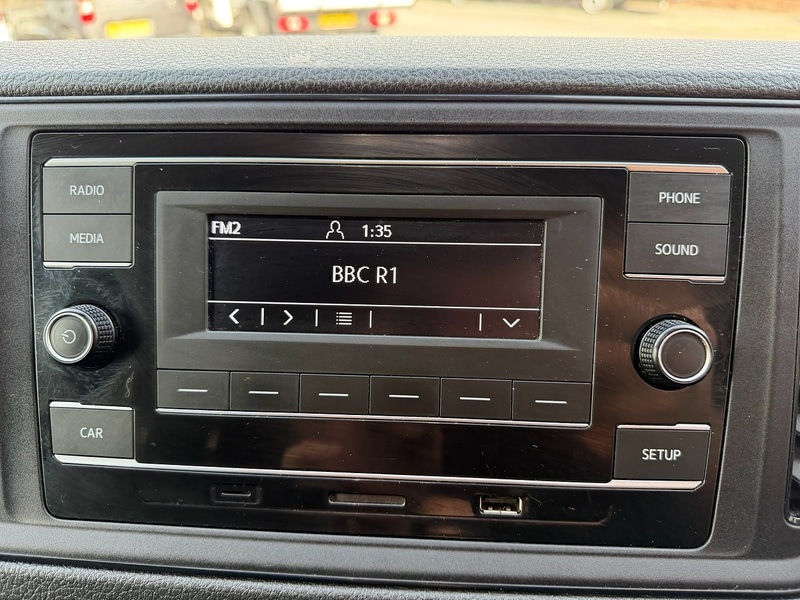 RADIO
MEDIA
FM2 1:35
BBC R1
PHONE
SOUND
CAR
SETUP